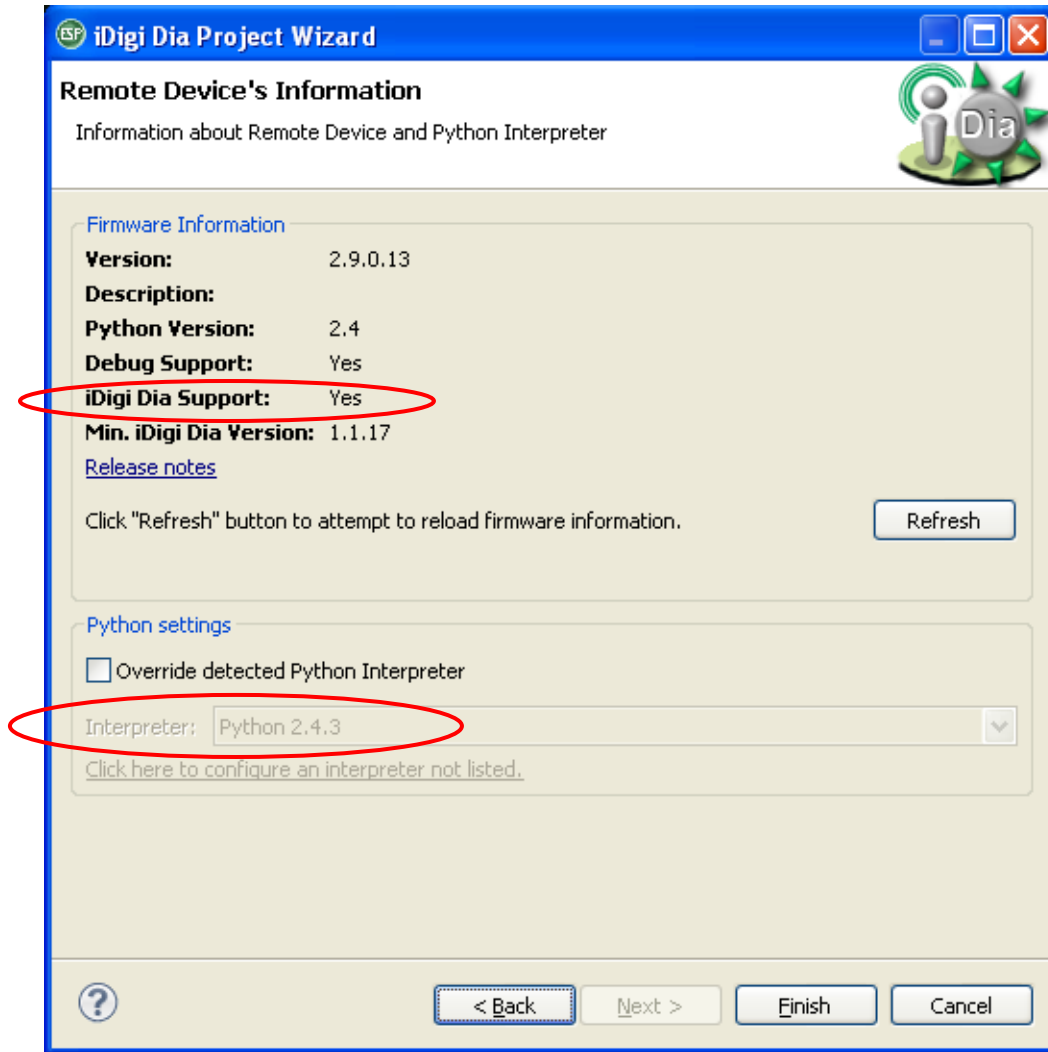 ESP iDigi Dia Project Wizard
Remote Device's Information
Information about Remote Device and Python Interpreter
Dia
Firmware Information
Version: 2.9.0.13
Description:
Python Version: 2.4
Debug Support: Yes
iDigi Dia Support: Yes
Min. iDigi Dia Version: 1.1.17
Release notes
Click "Refresh" button to attempt to reload firmware information. Refresh
Python settings
Override detected Python Interpreter
Interpreter: Python 2.4.3
Click here to configure an interpreter not listed.
? < Back Next > Finish Cancel